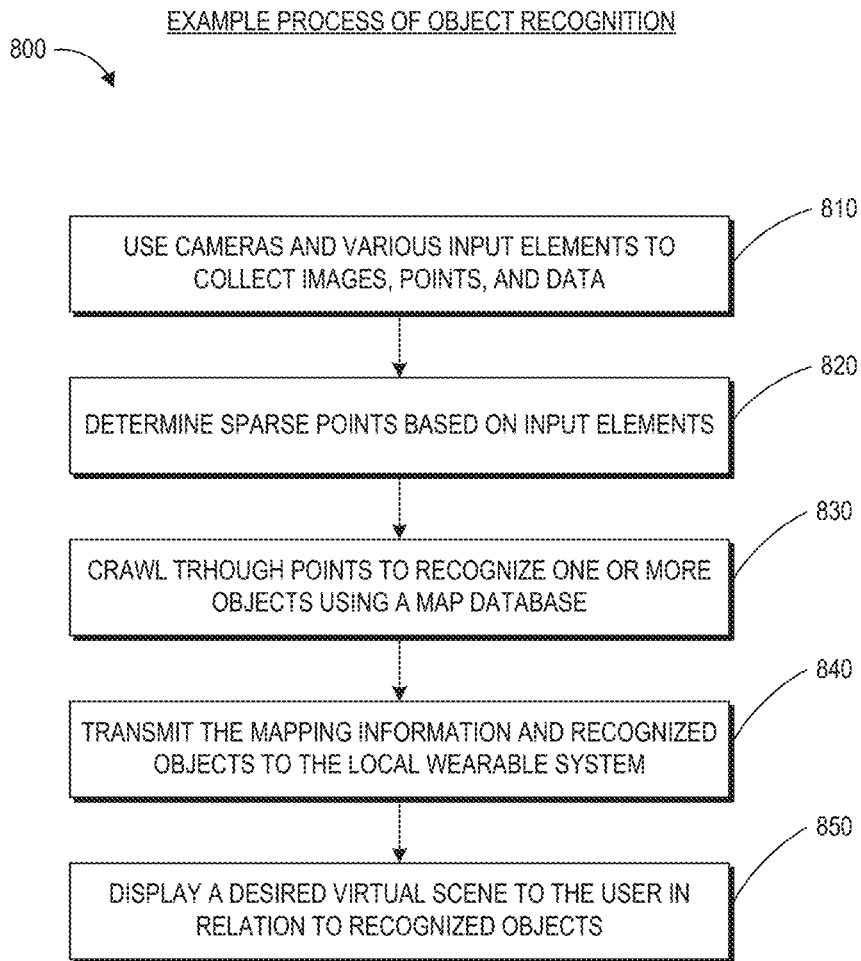 EXAMPLE PROCESS OF OBJECT RECOGNITION
800
810
USE CAMERAS AND VARIOUS INPUT ELEMENTS TO
COLLECT IMAGES, POINTS, AND DATA
820
DETERMINE SPARSE POINTS BASED ON INPUT ELEMENTS
830
CRAWL TRHOUGH POINTS TO RECOGNIZE ONE OR MORE
OBJECTS USING A MAP DATABASE
840
TRANSMIT THE MAPPING INFORMATION AND RECOGNIZED
OBJECTS TO THE LOCAL WEARABLE SYSTEM
850
DISPLAY A DESIRED VIRTUAL SCENE TO THE USER IN
RELATION TO RECOGNIZED OBJECTS